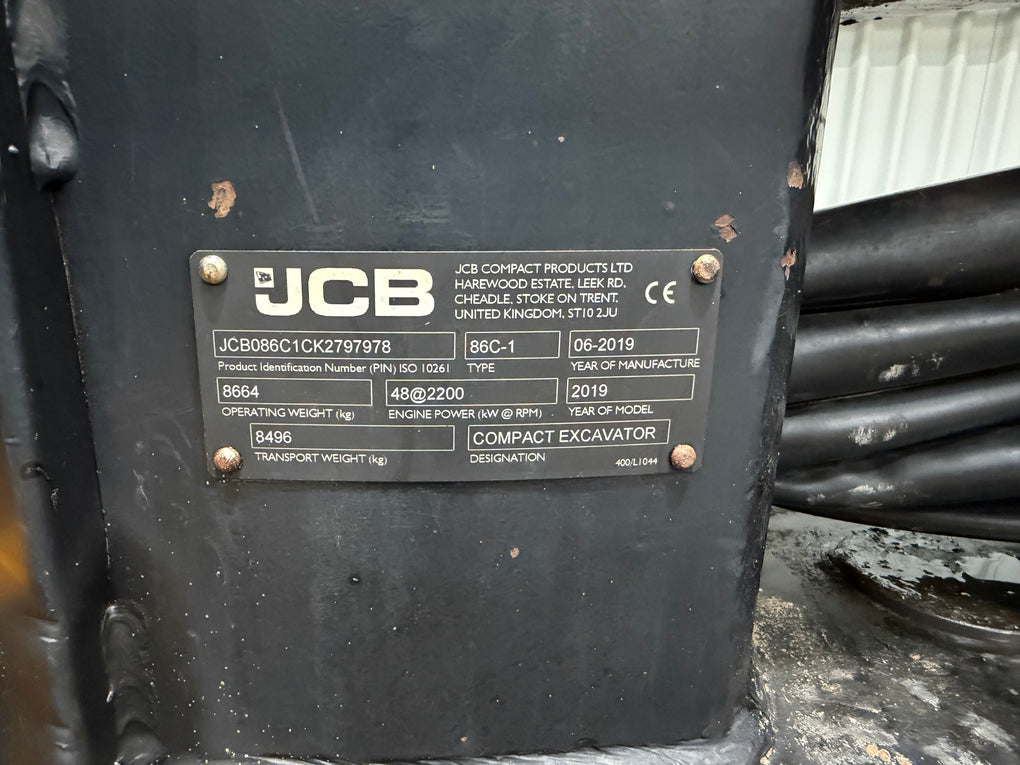 JCB
JCB COMPACT PRODUCTS LTD
HAREWOOD ESTATE, LEEK RD,
CHEADLE, STOKE ON TRENT,
UNITED KINGDOM, ST10 2JU
CE
JCB086C1CK2797978
86C-1
06-2019
Product Identification Number (PIN) ISO 10261
TYPE
YEAR OF MANUFACTURE
8664
48@2200
2019
OPERATING WEIGHT (kg)
ENGINE POWER (kW @ RPM)
YEAR OF MODEL
8496
COMPACT EXCAVATOR
TRANSPORT WEIGHT (kg)
DESIGNATION
400/L1044